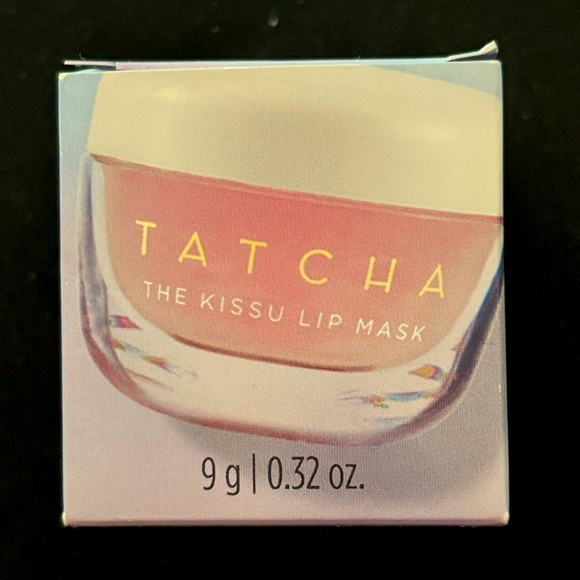 TATCHA
THE KISSU LIP MASK
9 g | 0.32 oz.